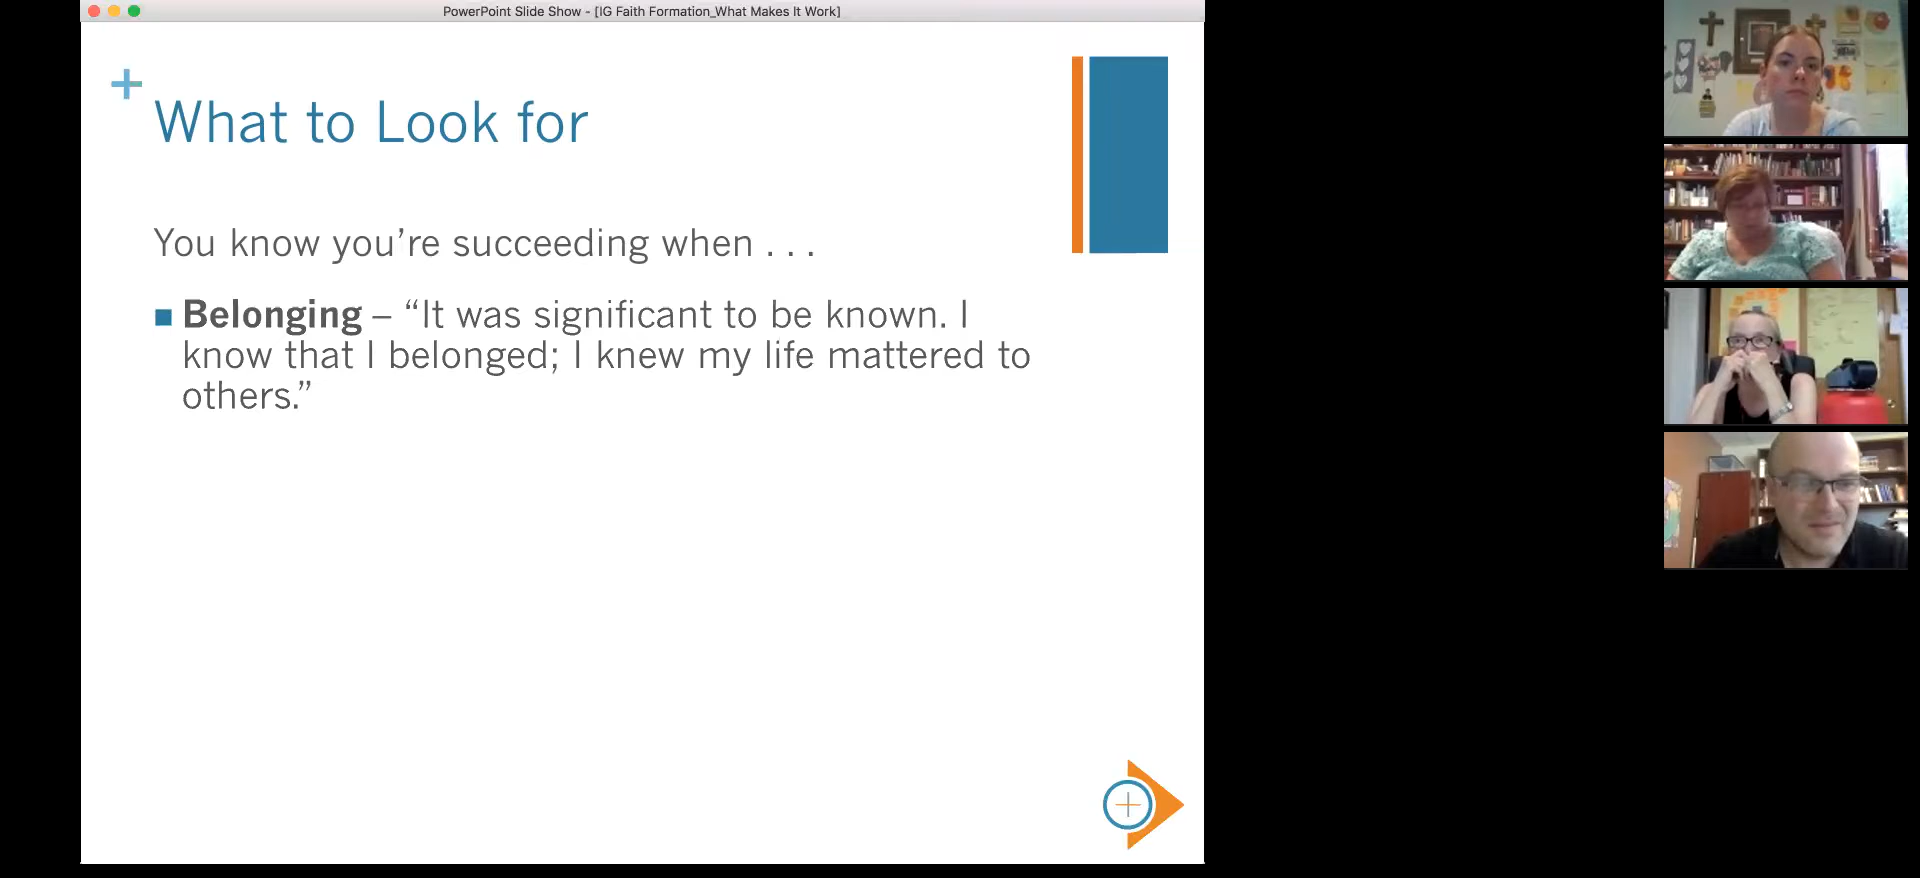 PowerPoint Slide Show - [IG Faith Formation_What Makes It Work]
What to Look for
You know you’re succeeding when . . .
Belonging – “It was significant to be known. I
know that I belonged; I knew my life mattered to
others.”